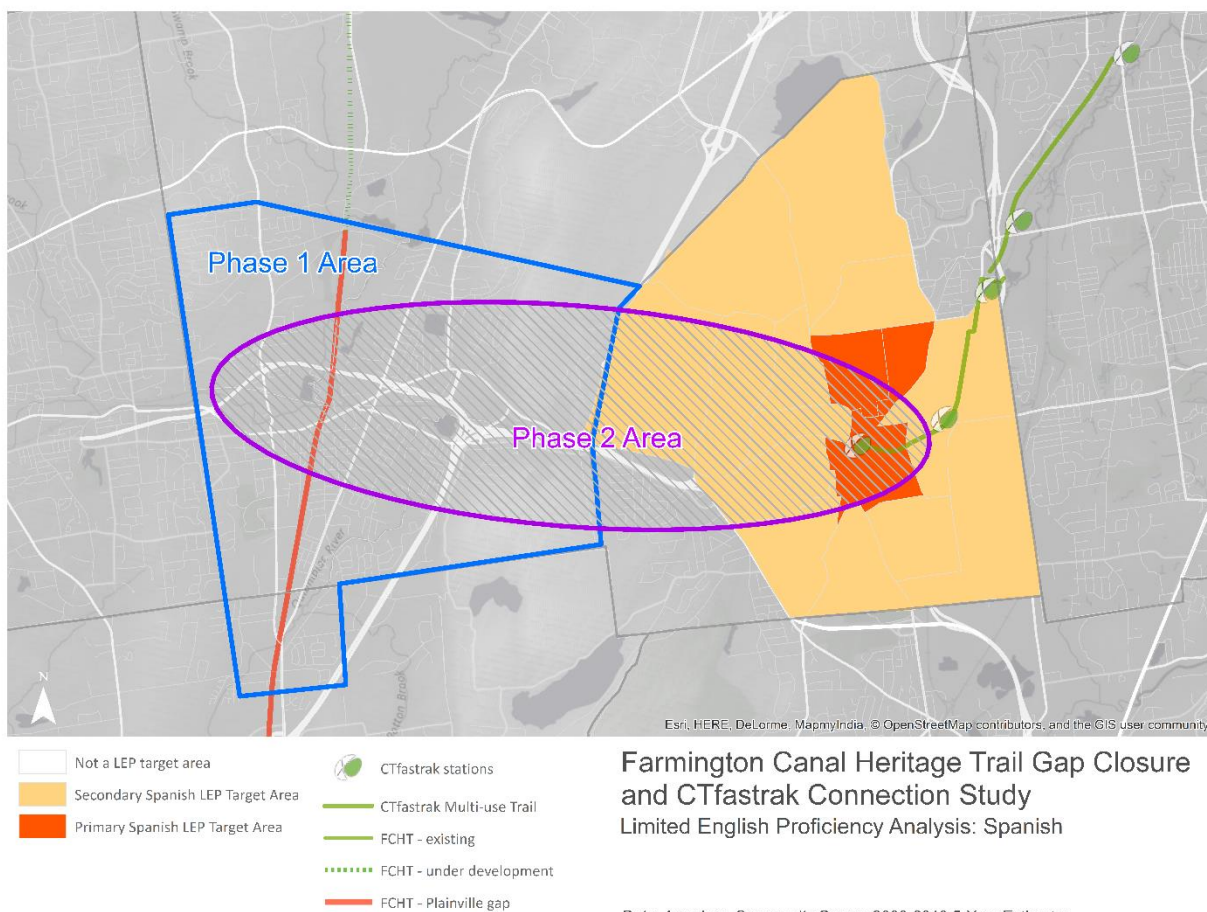 Swamp Brook
Phase 1 Area
Phase 2 Area
N
Esri, HERE, DeLorme, MapmyIndia, © OpenStreetMap contributors, and the GIS user community
Not a LEP target area
Secondary Spanish LEP Target Area
Primary Spanish LEP Target Area
CTfastrak stations
CTfastrak Multi-use Trail
FCHT - existing
FCHT - under development
FCHT - Plainville gap
Farmington Canal Heritage Trail Gap Closure
and CTfastrak Connection Study
Limited English Proficiency Analysis: Spanish